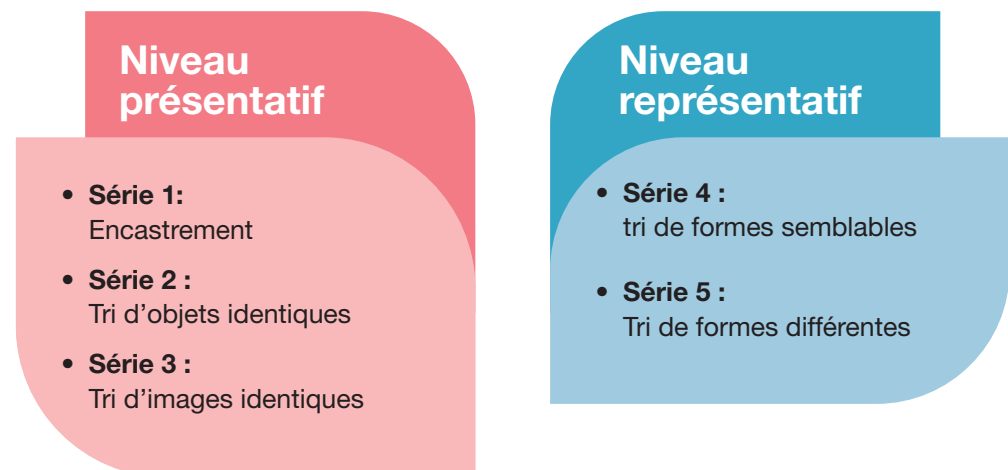 Niveau
présentatif
• Série 1:
Encastrement
• Série 2 :
Tri d’objets identiques
• Série 3 :
Tri d’images identiques
Niveau
représentatif
• Série 4 :
tri de formes semblables
• Série 5 :
Tri de formes différentes